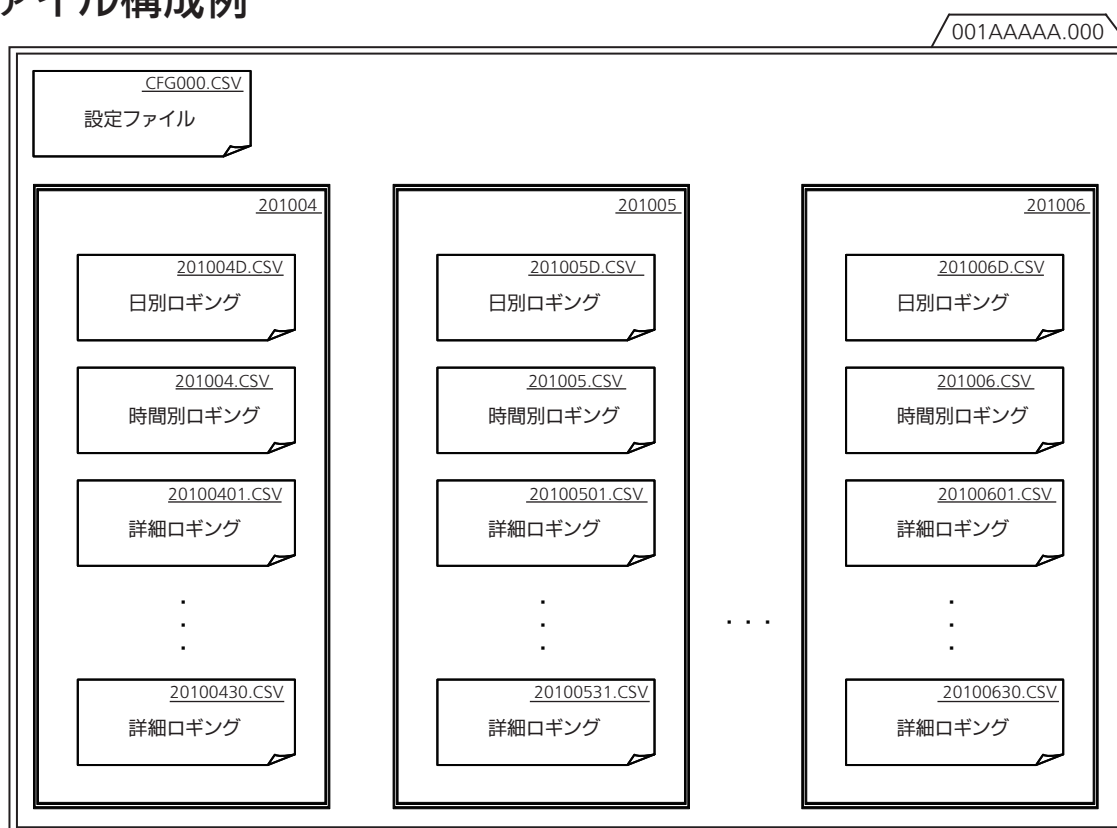 ァイル構成例
001AAAAA.000
CFG000.CSV
設定ファイル
201004
201004D.CSV
日別ロギング
201004.CSV
時間別ロギング
20100401.CSV
詳細ロギング
20100430.CSV
詳細ロギング
201005
201005D.CSV
日別ロギング
201005.CSV
時間別ロギング
20100501.CSV
詳細ロギング
20100531.CSV
詳細ロギング
・・・
201006
201006D.CSV
日別ロギング
201006.CSV
時間別ロギング
20100601.CSV
詳細ロギング
20100630.CSV
詳細ロギング